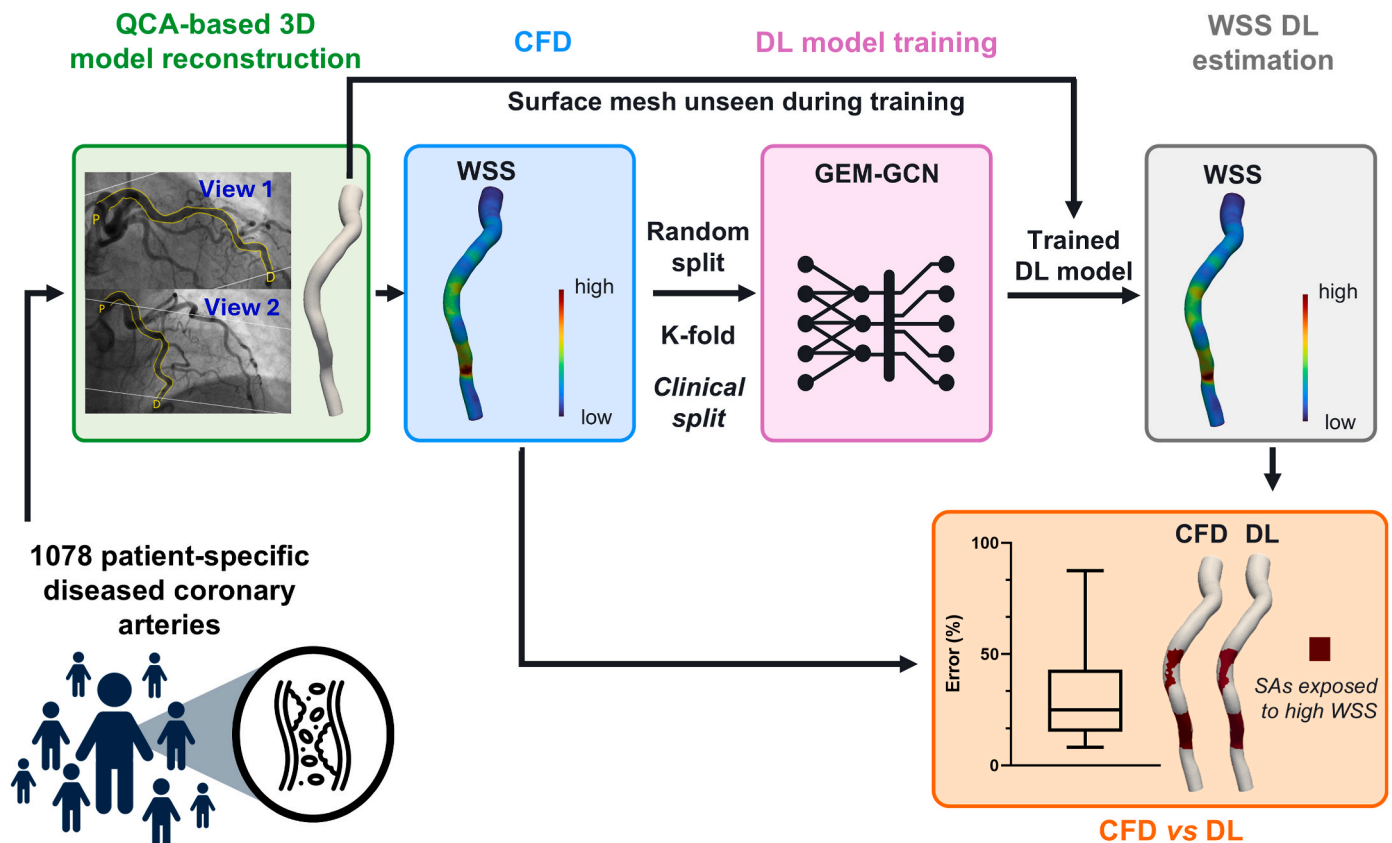 QCA-based 3D
model reconstruction
CFD
DL model training
WSS DL
estimation
Surface mesh unseen during training
View 1
P
D
View 2
P
D
WSS
high
low
Random
split
K-fold
Clinical
split
GEM-GCN
Trained
DL model
WSS
high
low
1078 patient-specific
diseased coronary
arteries
CFD
DL
100
50
0
Error (%)
SAs exposed
to high WSS
CFD vs DL